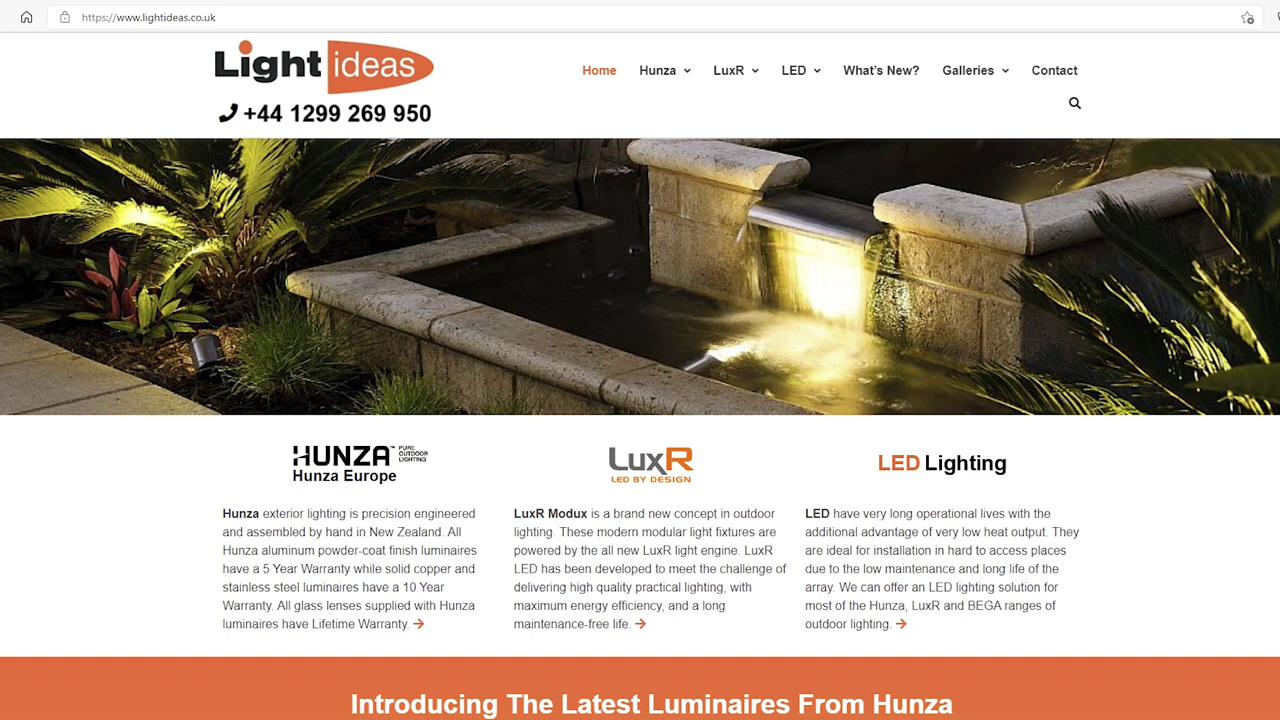 https://www.lightideas.co.uk
Light ideas
+44 1299 269 950
Home Hunza LuxR LED What's New? Galleries Contact
HUNZA™ PURE OUTDOOR LIGHTING
Hunza Europe
LuxR
LED BY DESIGN
LED Lighting
Hunza exterior lighting is precision engineered
and assembled by hand in New Zealand. All
Hunza aluminum powder-coat finish luminaires
have a 5 Year Warranty while solid copper and
stainless steel luminaires have a 10 Year
Warranty. All glass lenses supplied with Hunza
luminaires have Lifetime Warranty. →
LuxR Modux is a brand new concept in outdoor
lighting. These modern modular light fixtures are
powered by the all new LuxR light engine. LuxR
LED has been developed to meet the challenge of
delivering high quality practical lighting, with
maximum energy efficiency, and a long
maintenance-free life. →
LED have very long operational lives with the
additional advantage of very low heat output. They
are ideal for installation in hard to access places
due to the low maintenance and long life of the
array. We can offer an LED lighting solution for
most of the Hunza, LuxR and BEGA ranges of
outdoor lighting. →
Introducing The Latest Luminaires From Hunza